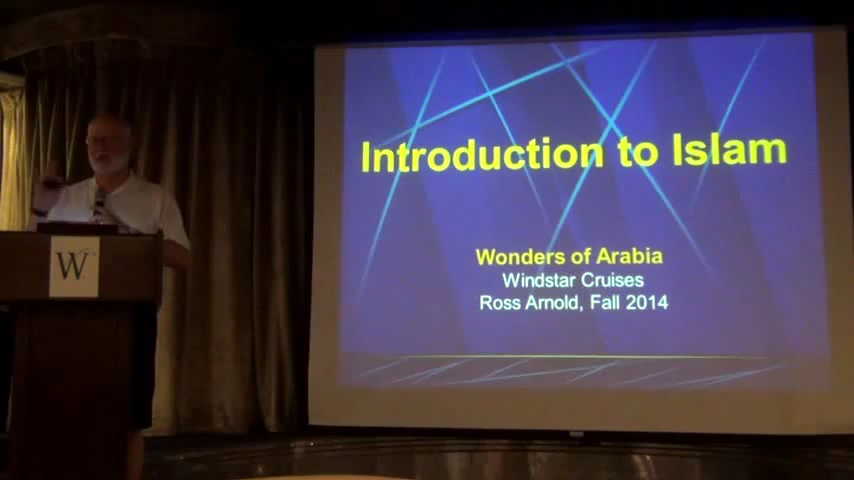 Introduction to Islam
Wonders of Arabia
Windstar Cruises
Ross Arnold, Fall 2014
W